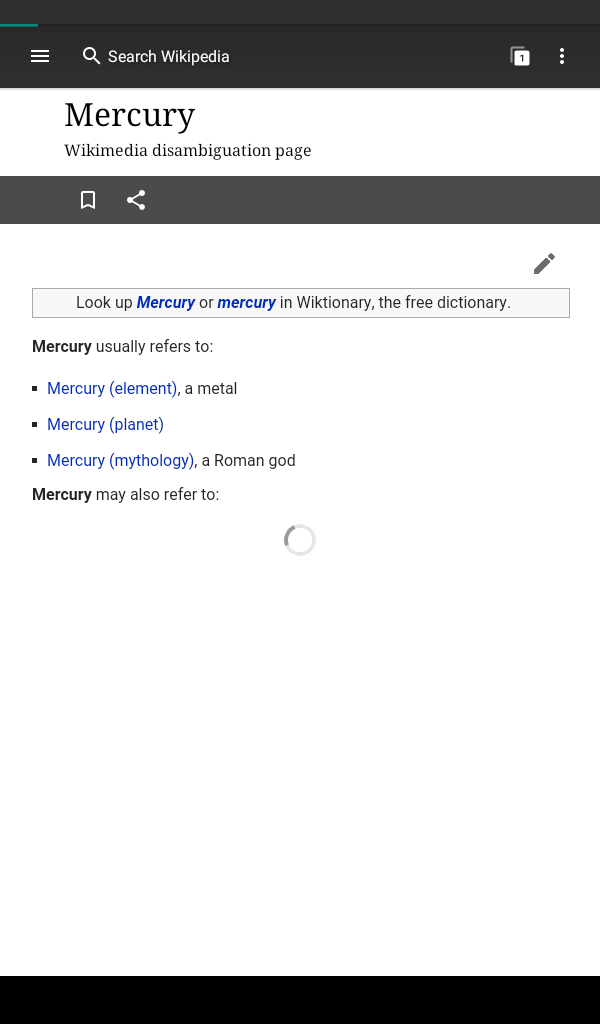 Search Wikipedia
1
Mercury
Wikimedia disambiguation page
Look up Mercury or mercury in Wiktionary, the free dictionary.
Mercury usually refers to:
Mercury (element), a metal
Mercury (planet)
Mercury (mythology), a Roman god
Mercury may also refer to: